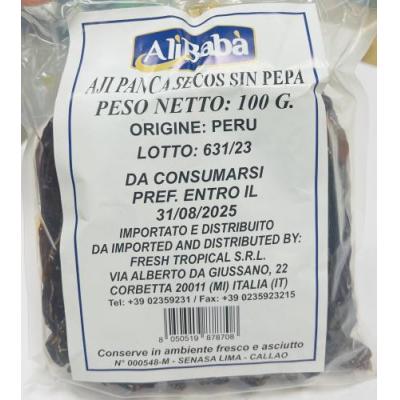 AliBabà
AJI PANCA SECOS SIN PEPA
PESO NETTO: 100 G.
ORIGINE: PERU
LOTTO: 631/23
DA CONSUMARSI
PREF. ENTRO IL
31/08/2025
IMPORTATO E DISTRIBUITO
DA IMPORTED AND DISTRIBUTED BY:
FRESH TROPICAL S.R.L.
VIA ALBERTO DA GIUSSANO, 22
CORBETTA 20011 (MI) ITALIA (IT)
Tel: +39 02359231 / Fax: +39 0235923215
8 050519 878708
Conserve in ambiente fresco e asciutto
N° 000548-M - SENASA LIMA - CALLAO